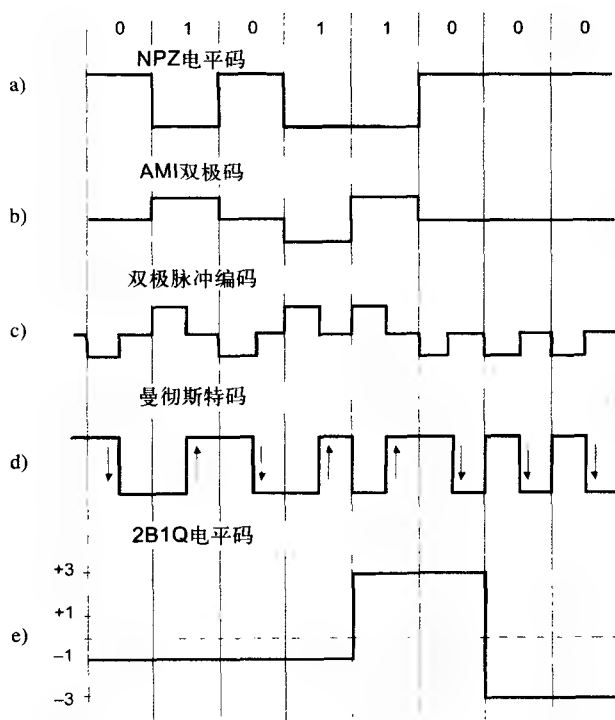 0 1 0 1 1 0 0 0
NPZ电平码
a)
AMI双极码
b)
双极脉冲编码
c)
曼彻斯特码
d)
2B1Q电平码
+3
+1
e)
−1
−3